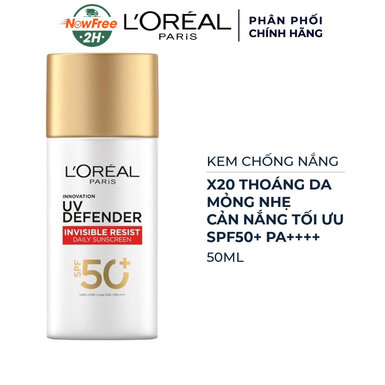 NowFree
2H
L'ORÉAL
PARIS
PHÂN PHỐI
CHÍNH HÃNG
L'ORÉAL
PARIS
INNOVATION
UV
DEFENDER
INVISIBLE RESIST
DAILY SUNSCREEN
SPF
50+
KEM CHỐNG NẮNG
X20 THOÁNG DA
MỎNG NHẸ
CẢN NẮNG TỐI ƯU
SPF50+ PA++++
50ML